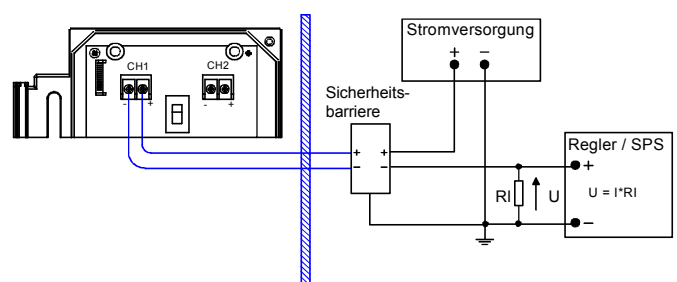 Stromversorgung
+ −
CH1 CH2
- + - +
Sicherheits-
barriere
+ +
− −
Regler / SPS
+
RI U U = I*RI
−